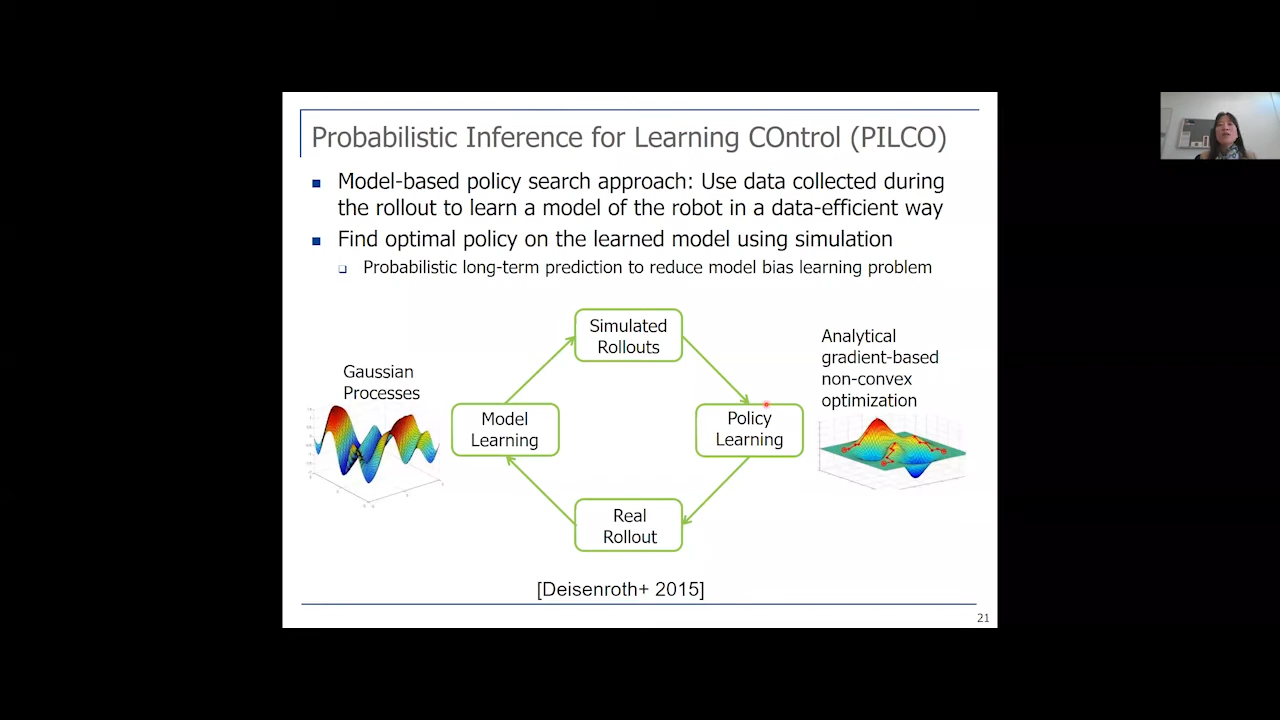 Probabilistic Inference for Learning COntrol (PILCO)
Model-based policy search approach: Use data collected during
the rollout to learn a model of the robot in a data-efficient way
Find optimal policy on the learned model using simulation
Probabilistic long-term prediction to reduce model bias learning problem
Simulated
Rollouts
Analytical
gradient-based
non-convex
optimization
Gaussian
Processes
Model
Learning
Policy
Learning
Real
Rollout
[Deisenroth+ 2015]
21